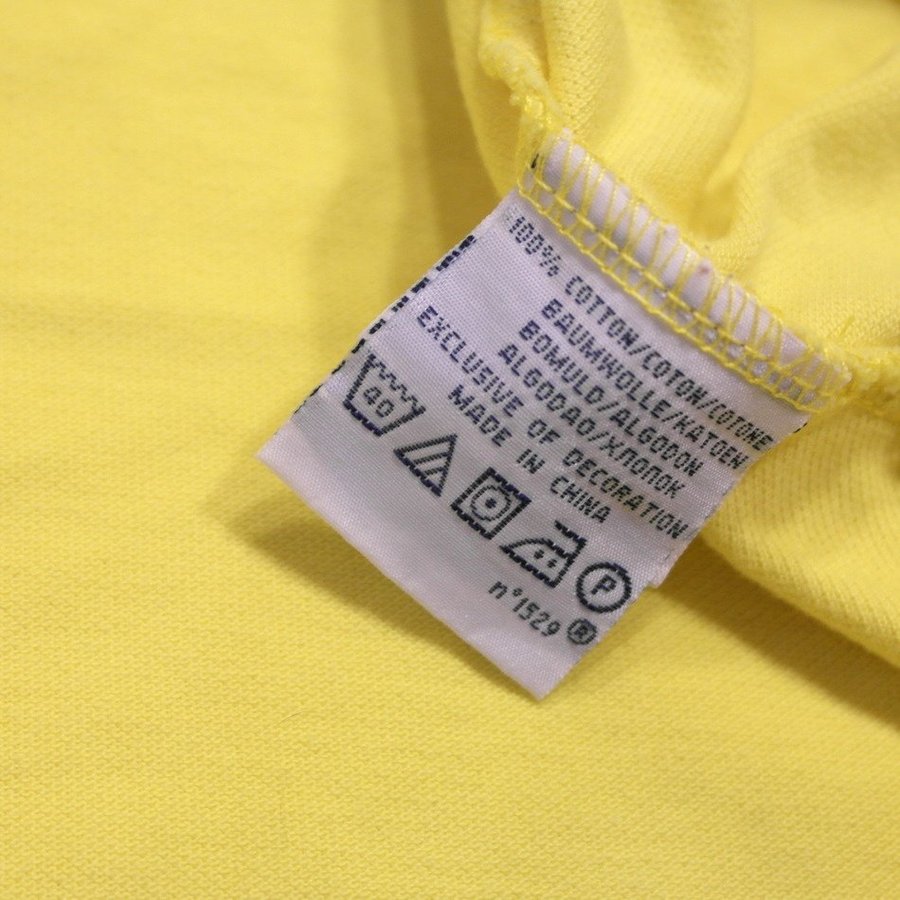 100% COTTON/COTON/COTONE
BAUMWOLLE/KATOEN
BOMULD/ALGODON
ALGODAO/ХЛОПОК
EXCLUSIVE OF DECORATION
MADE IN CHINA
40
P
n°1529 ®